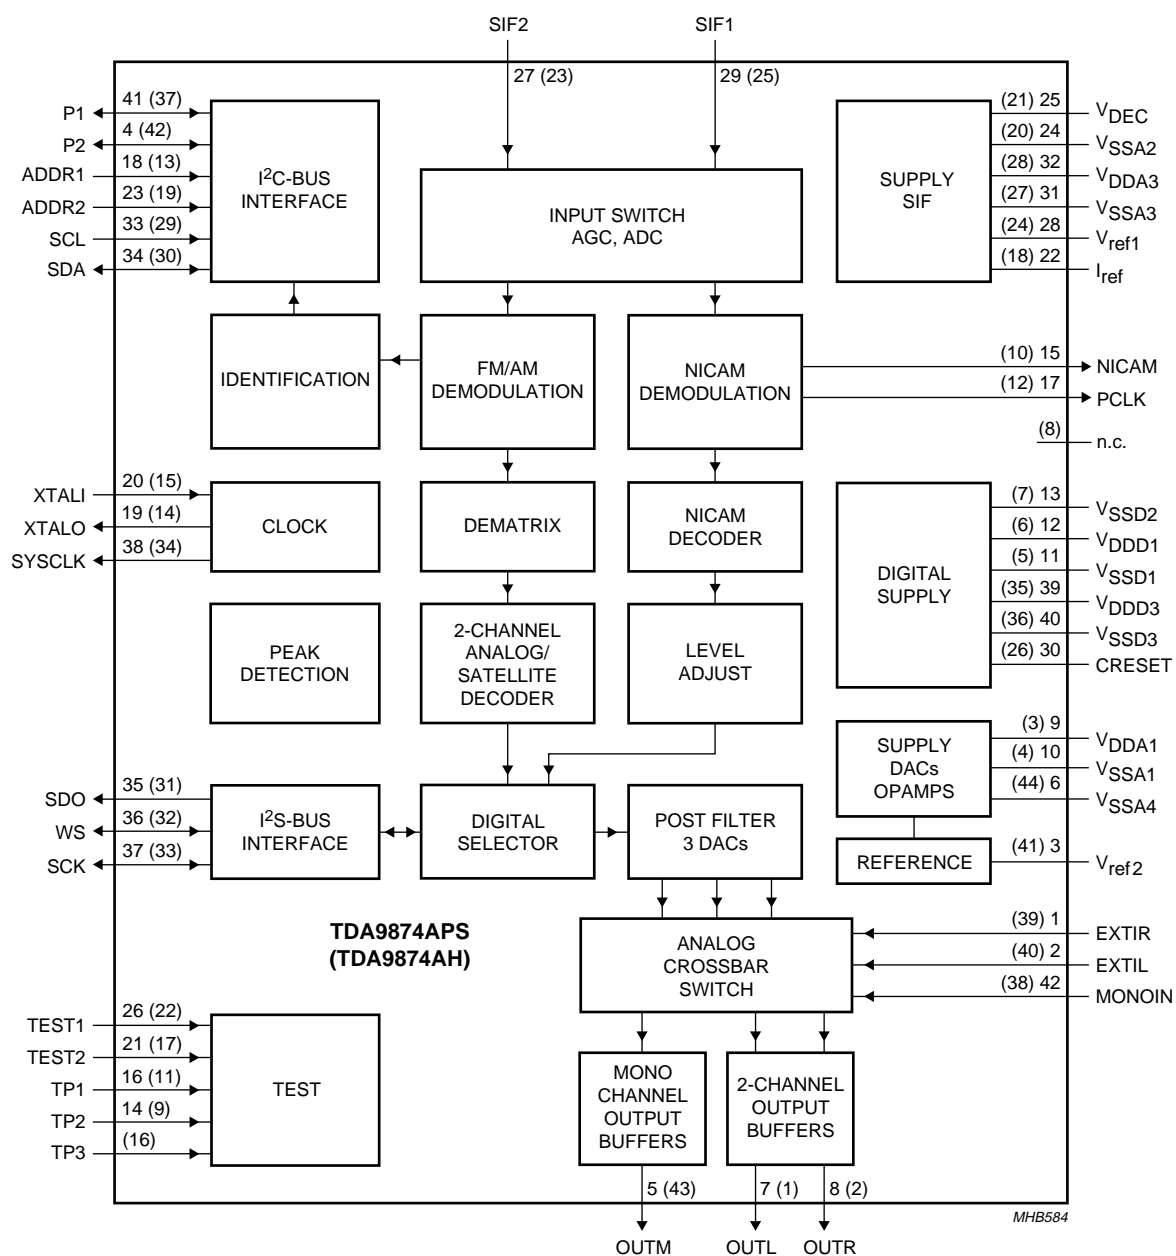 SIF2
SIF1
27 (23)
29 (25)
P1
41 (37)
P2
4 (42)
ADDR1
18 (13)
ADDR2
23 (19)
SCL
33 (29)
SDA
34 (30)
I2C-BUS
INTERFACE
INPUT SWITCH
AGC, ADC
SUPPLY
SIF
(21) 25
VDEC
(20) 24
VSSA2
(28) 32
VDDA3
(27) 31
VSSA3
(24) 28
Vref1
(18) 22
Iref
IDENTIFICATION
FM/AM
DEMODULATION
NICAM
DEMODULATION
(10) 15
NICAM
(12) 17
PCLK
(8)
n.c.
XTALI
20 (15)
XTALO
19 (14)
SYSCLK
38 (34)
CLOCK
DEMATRIX
NICAM
DECODER
DIGITAL
SUPPLY
(7) 13
VSSD2
(6) 12
VDDD1
(5) 11
VSSD1
(35) 39
VDDD3
(36) 40
VSSD3
(26) 30
CRESET
PEAK
DETECTION
2-CHANNEL
ANALOG/
SATELLITE
DECODER
LEVEL
ADJUST
SUPPLY
DACs
OPAMPS
(3) 9
VDDA1
(4) 10
VSSA1
(44) 6
VSSA4
REFERENCE
(41) 3
Vref2
SDO
35 (31)
WS
36 (32)
SCK
37 (33)
I2S-BUS
INTERFACE
DIGITAL
SELECTOR
POST FILTER
3 DACs
TDA9874APS
(TDA9874AH)
ANALOG
CROSSBAR
SWITCH
(39) 1
EXTIR
(40) 2
EXTIL
(38) 42
MONOIN
TEST1
26 (22)
TEST2
21 (17)
TP1
16 (11)
TP2
14 (9)
TP3
(16)
TEST
MONO
CHANNEL
OUTPUT
BUFFERS
2-CHANNEL
OUTPUT
BUFFERS
5 (43)
7 (1)
8 (2)
MHB584
OUTM
OUTL
OUTR